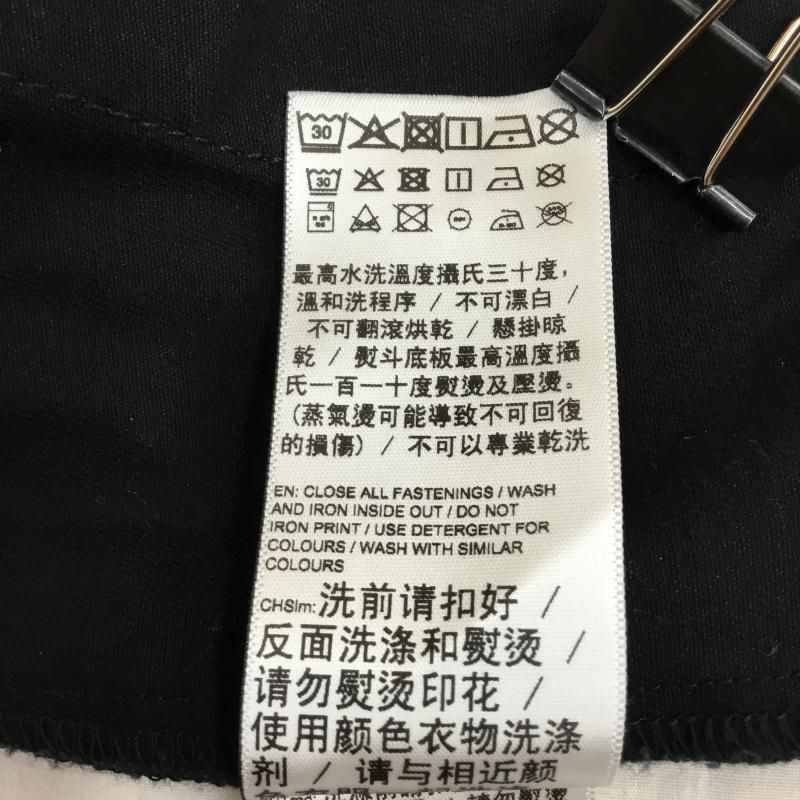 30
30
最高水洗溫度攝氏三十度,
溫和洗程序 / 不可漂白 /
不可翻滾烘乾 / 懸掛晾
乾 / 熨斗底板最高溫度攝
氏一百一十度熨燙及壓燙。
(蒸氣燙可能導致不可回復
的損傷) / 不可以專業乾洗
EN: CLOSE ALL FASTENINGS / WASH
AND IRON INSIDE OUT / DO NOT
IRON PRINT / USE DETERGENT FOR
COLOURS / WASH WITH SIMILAR
COLOURS
CHSIm: 洗前请扣好 /
反面洗涤和熨烫 /
请勿熨烫印花 /
使用颜色衣物洗涤
剂 / 请与相近颜